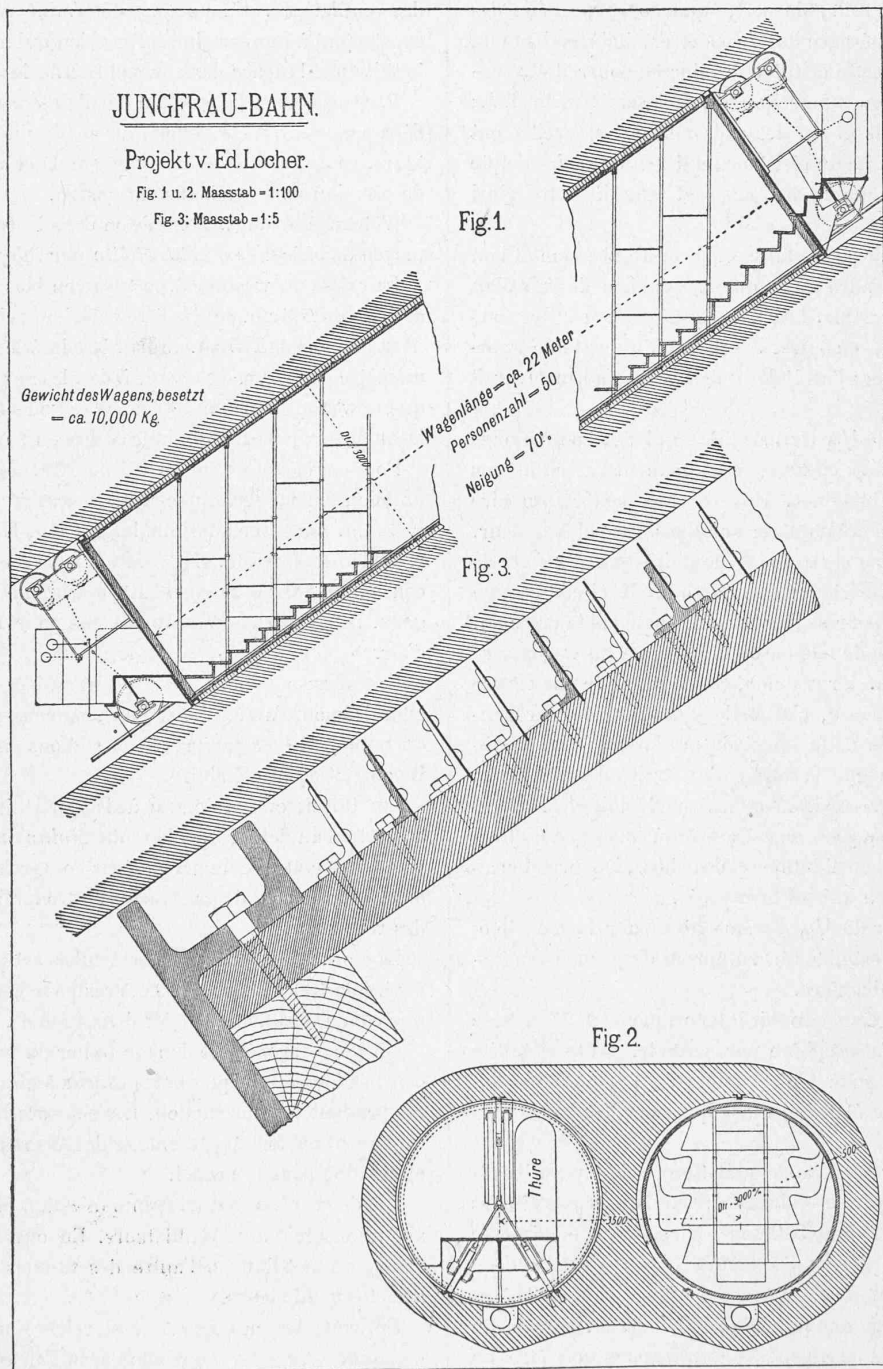 JUNGFRAU-BAHN.
Projekt v. Ed. Locher.
Fig. 1 u. 2. Maasstab = 1:100
Fig. 3; Maasstab = 1:5
Fig. 1.
Gewicht des Wagens, besetzt
= ca. 10,000 Kg.
Wagenlänge = ca. 22 Meter
Personenzahl = 50
Neigung = 70%
Fig. 3.
Fig. 2.
Thüre
3500
500